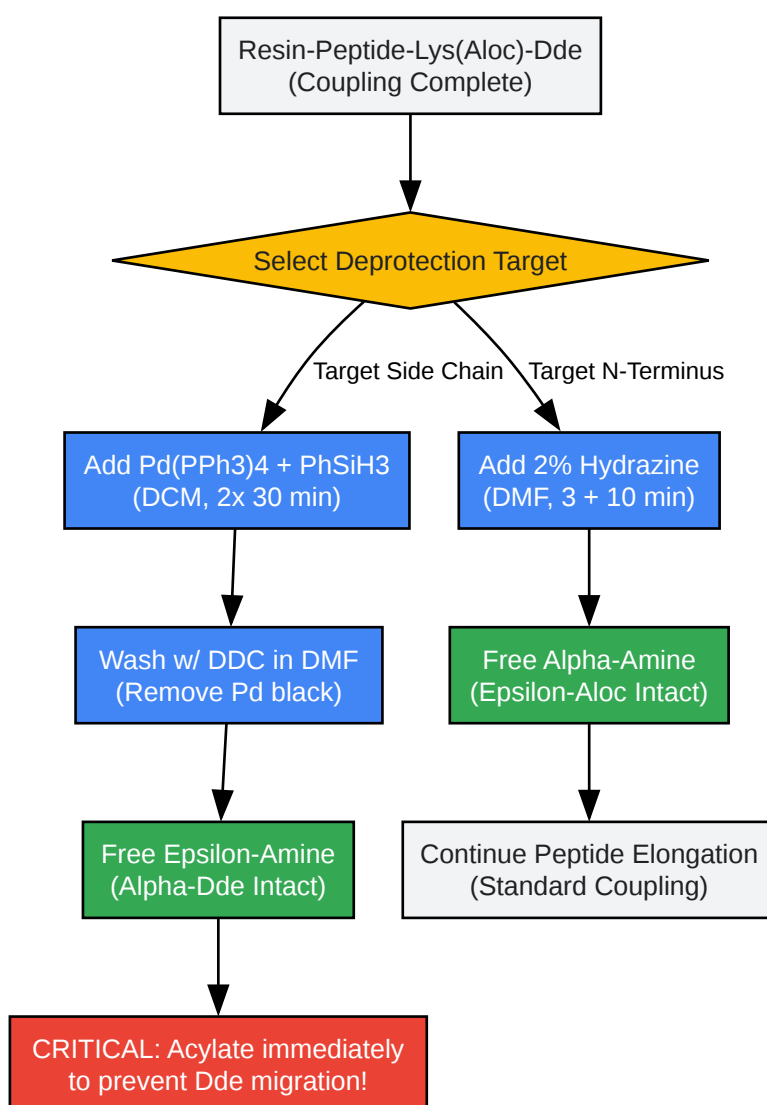 Resin-Peptide-Lys(Aloc)-Dde
(Coupling Complete)
Select Deprotection Target
Target Side Chain
Target N-Terminus
Add Pd(PPh3)4 + PhSiH3
(DCM, 2x 30 min)
Add 2% Hydrazine
(DMF, 3 + 10 min)
Wash w/ DDC in DMF
(Remove Pd black)
Free Alpha-Amine
(Epsilon-Aloc Intact)
Free Epsilon-Amine
(Alpha-Dde Intact)
Continue Peptide Elongation
(Standard Coupling)
CRITICAL: Acylate immediately
to prevent Dde migration!